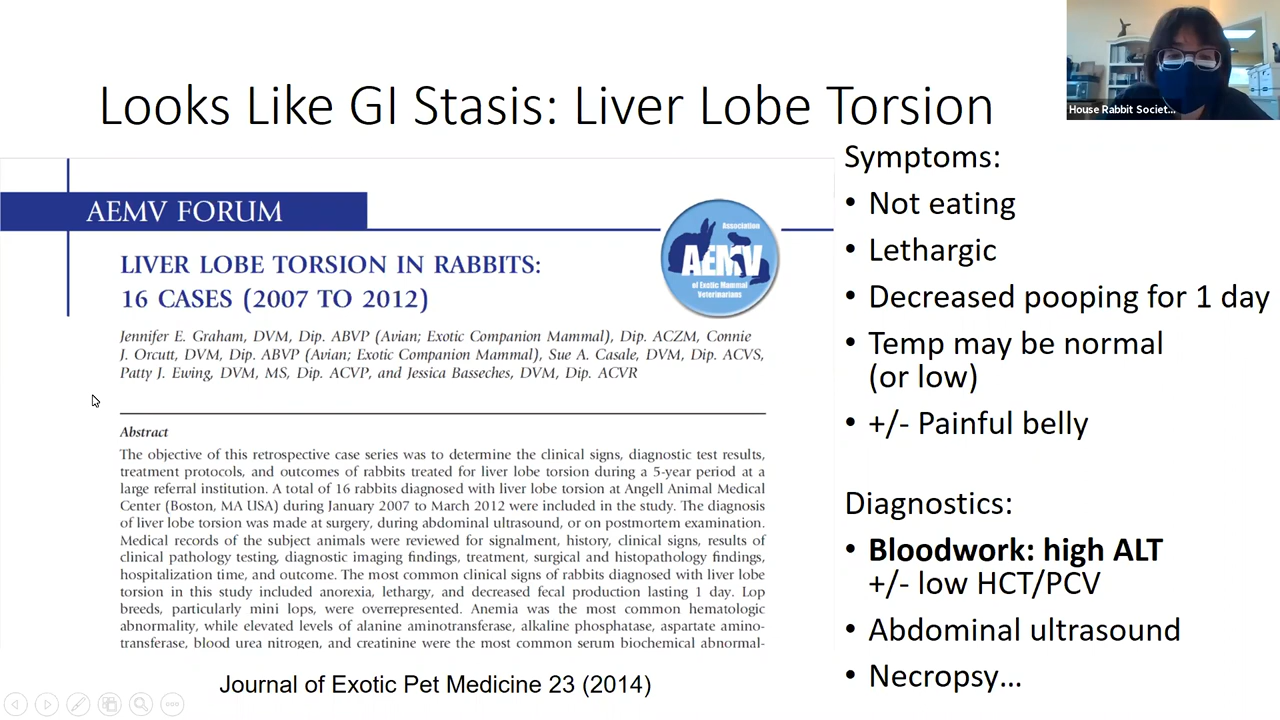 Looks Like GI Stasis: Liver Lobe Torsion
House Rabbit Societ...
AEMV FORUM
Association
AEMV
of Exotic Mammal
Veterinarians
LIVER LOBE TORSION IN RABBITS:
16 CASES (2007 TO 2012)
Jennifer E. Graham, DVM, Dip. ABVP (Avian; Exotic Companion Mammal), Dip. ACZM, Connie
J. Orcutt, DVM, Dip. ABVP (Avian; Exotic Companion Mammal), Sue A. Casale, DVM, Dip. ACVS,
Patty J. Ewing, DVM, MS, Dip. ACVP, and Jessica Basseches, DVM, Dip. ACVR
Abstract
The objective of this retrospective case series was to determine the clinical signs, diagnostic test results,
treatment protocols, and outcomes of rabbits treated for liver lobe torsion during a 5-year period at a
large referral institution. A total of 16 rabbits diagnosed with liver lobe torsion at Angell Animal Medical
Center (Boston, MA USA) during January 2007 to March 2012 were included in the study. The diagnosis
of liver lobe torsion was made at surgery, during abdominal ultrasound, or on postmortem examination.
Medical records of the subject animals were reviewed for signalment, history, clinical signs, results of
clinical pathology testing, diagnostic imaging findings, treatment, surgical and histopathology findings,
hospitalization time, and outcome. The most common clinical signs of rabbits diagnosed with liver lobe
torsion in this study included anorexia, lethargy, and decreased fecal production lasting 1 day. Lop
breeds, particularly mini lops, were overrepresented. Anemia was the most common hematologic
abnormality, while elevated levels of alanine aminotransferase, alkaline phosphatase, aspartate amino-
transferase, blood urea nitrogen, and creatinine were the most common serum biochemical abnormal-
Journal of Exotic Pet Medicine 23 (2014)
Symptoms:
• Not eating
• Lethargic
• Decreased pooping for 1 day
• Temp may be normal
(or low)
• +/- Painful belly
Diagnostics:
• Bloodwork: high ALT
+/- low HCT/PCV
• Abdominal ultrasound
• Necropsy…